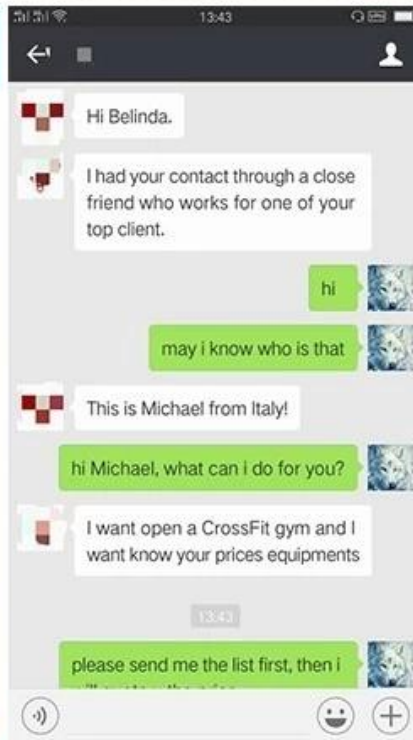 13:43
Hi Belinda.
I had your contact through a close
friend who works for one of your
top client.
hi
may i know who is that
This is Michael from Italy!
hi Michael, what can i do for you?
I want open a CrossFit gym and I
want know your prices equipments
13:43
please send me the list first, then i